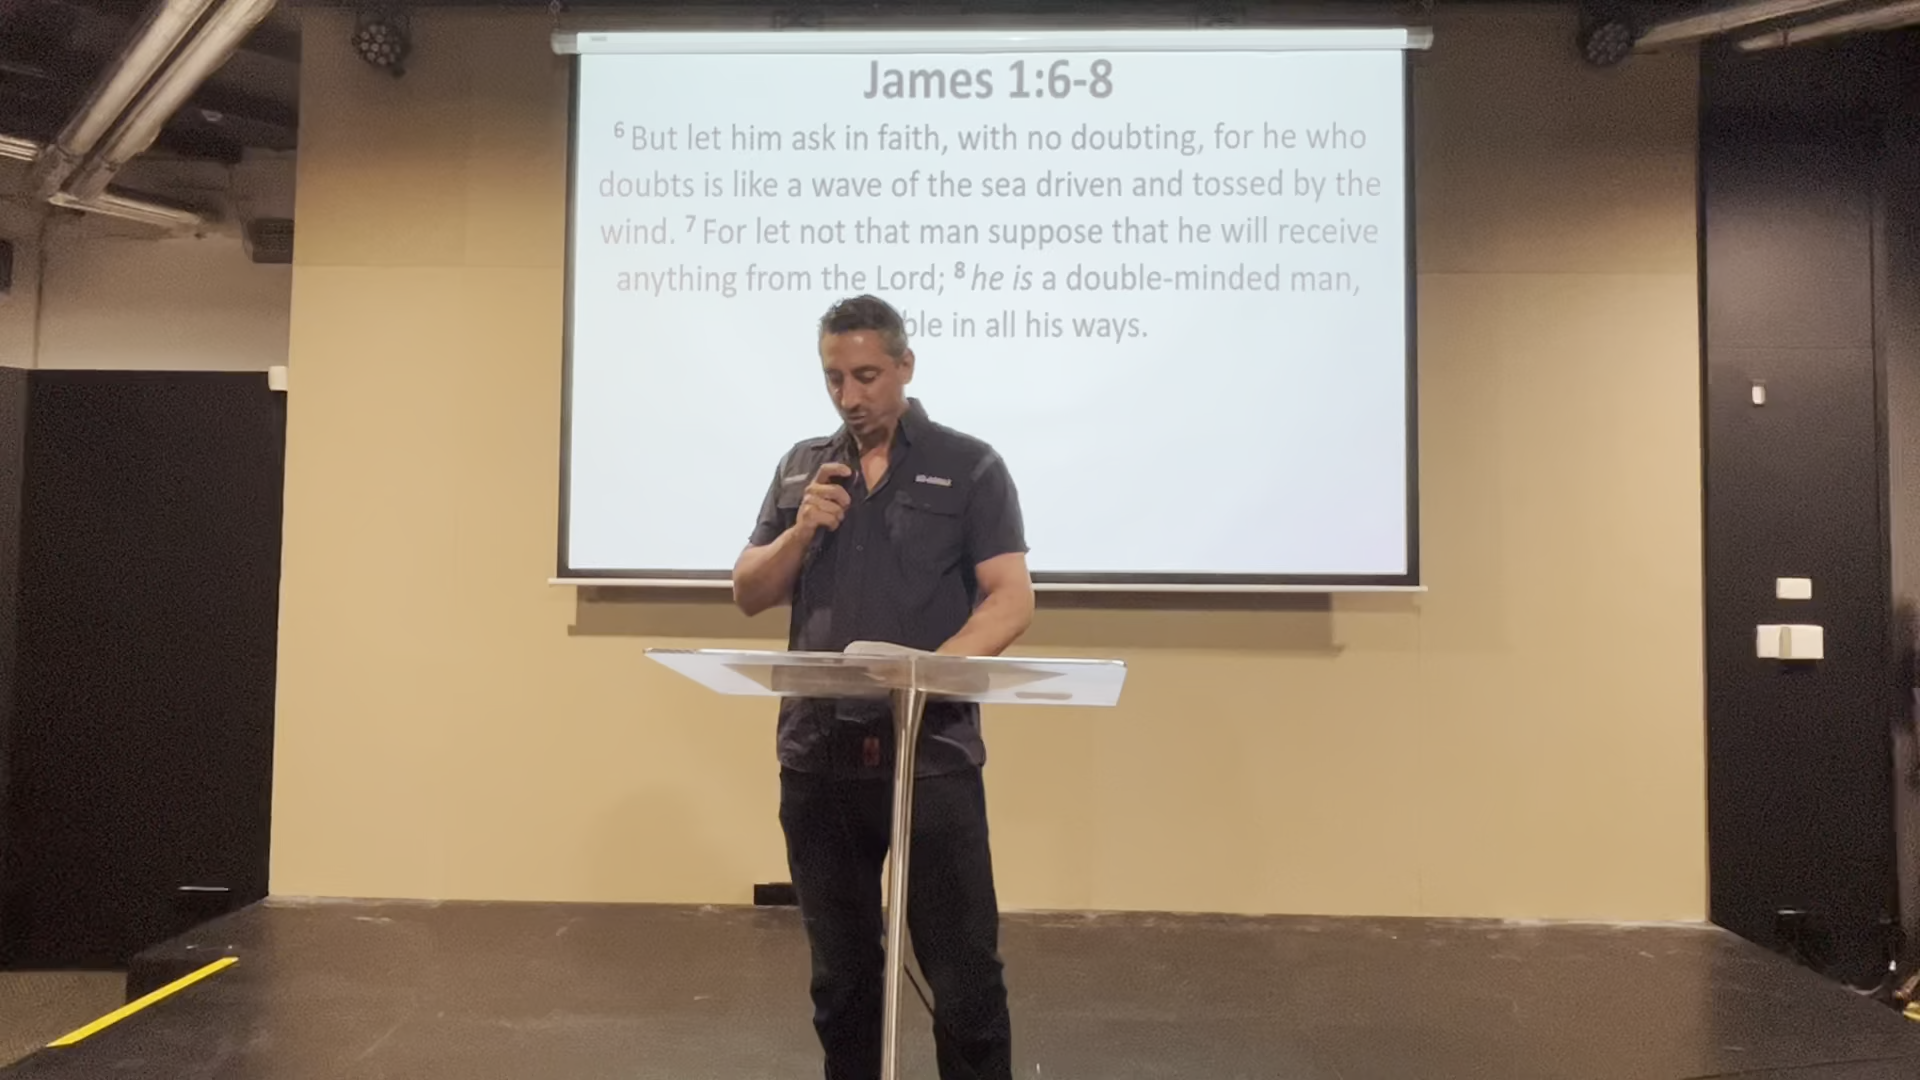 James 1:6-8
6 But let him ask in faith, with no doubting, for he who
doubts is like a wave of the sea driven and tossed by the
wind. 7 For let not that man suppose that he will receive
anything from the Lord; 8 he is a double-minded man,
ble in all his ways.